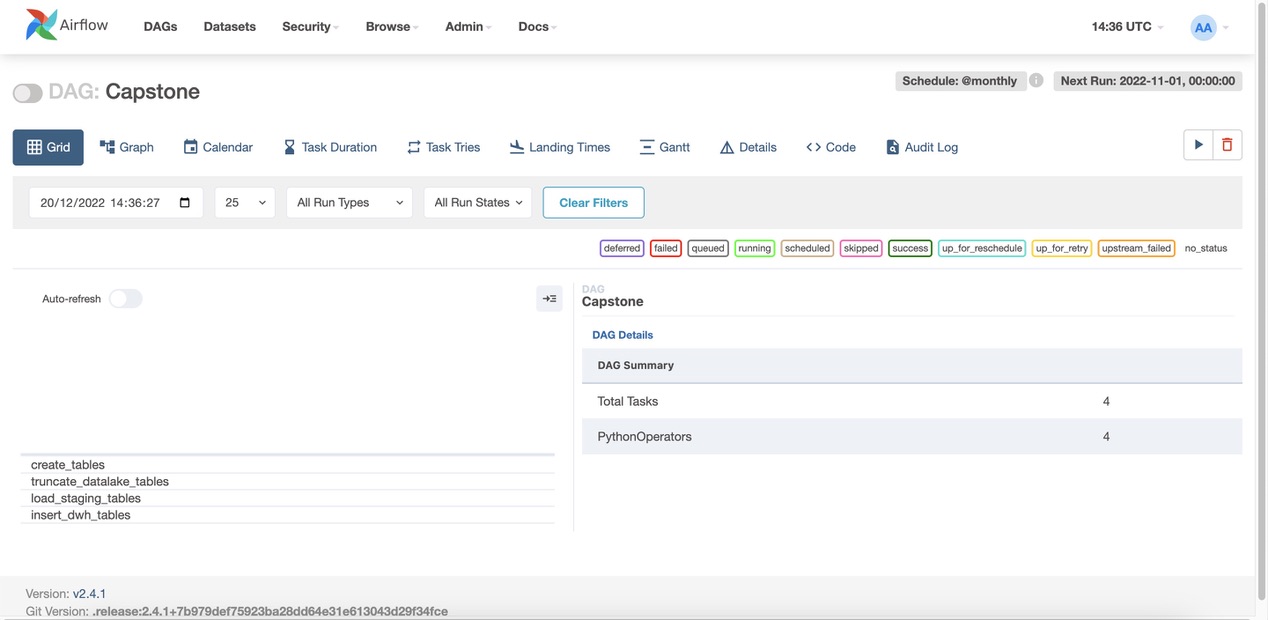 Airflow DAGs Datasets Security Browse Admin Docs 14:36 UTC AA
DAG: Capstone Schedule: @monthly Next Run: 2022-11-01, 00:00:00
Grid Graph Calendar Task Duration Task Tries Landing Times Gantt Details Code Audit Log
20/12/2022 14:36:27 25 All Run Types All Run States Clear Filters
deferred failed queued running scheduled skipped success up_for_reschedule up_for_retry upstream_failed no_status
Auto-refresh
DAG
Capstone
DAG Details
DAG Summary
Total Tasks 4
PythonOperators 4
create_tables
truncate_datalake_tables
load_staging_tables
insert_dwh_tables
Version: v2.4.1
Git Version: .release:2.4.1+7b979def75923ba28dd64e31e613043d29f34fce